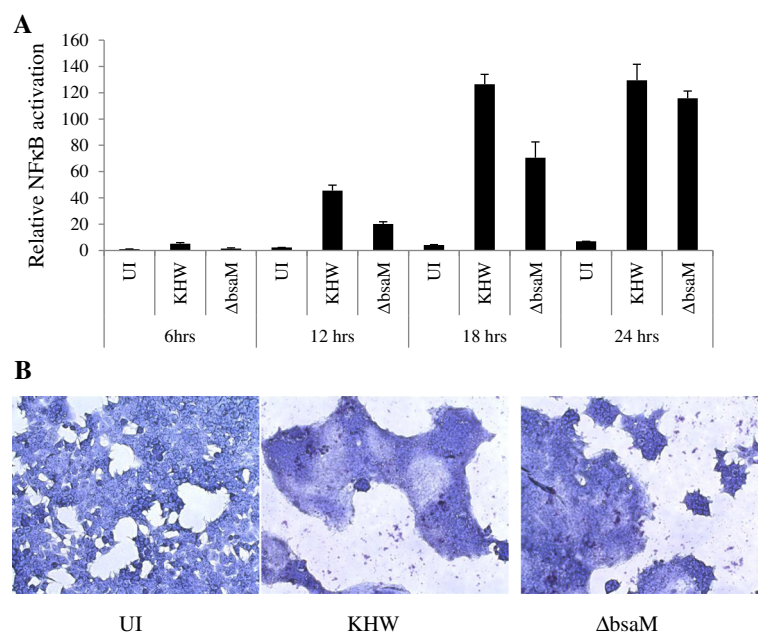 A
160
140
120
100
80
60
40
20
0
Relative NFκB activation
UI KHW ΔbsaM UI KHW ΔbsaM UI KHW ΔbsaM UI KHW ΔbsaM
6hrs 12 hrs 18 hrs 24 hrs
B
UI KHW ΔbsaM